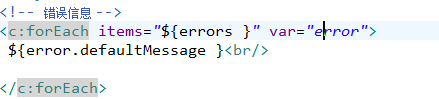 <!-- 错误信息 -->
<c:forEach items="${errors }" var="error">
${error.defaultMessage }<br/>
</c:forEach>